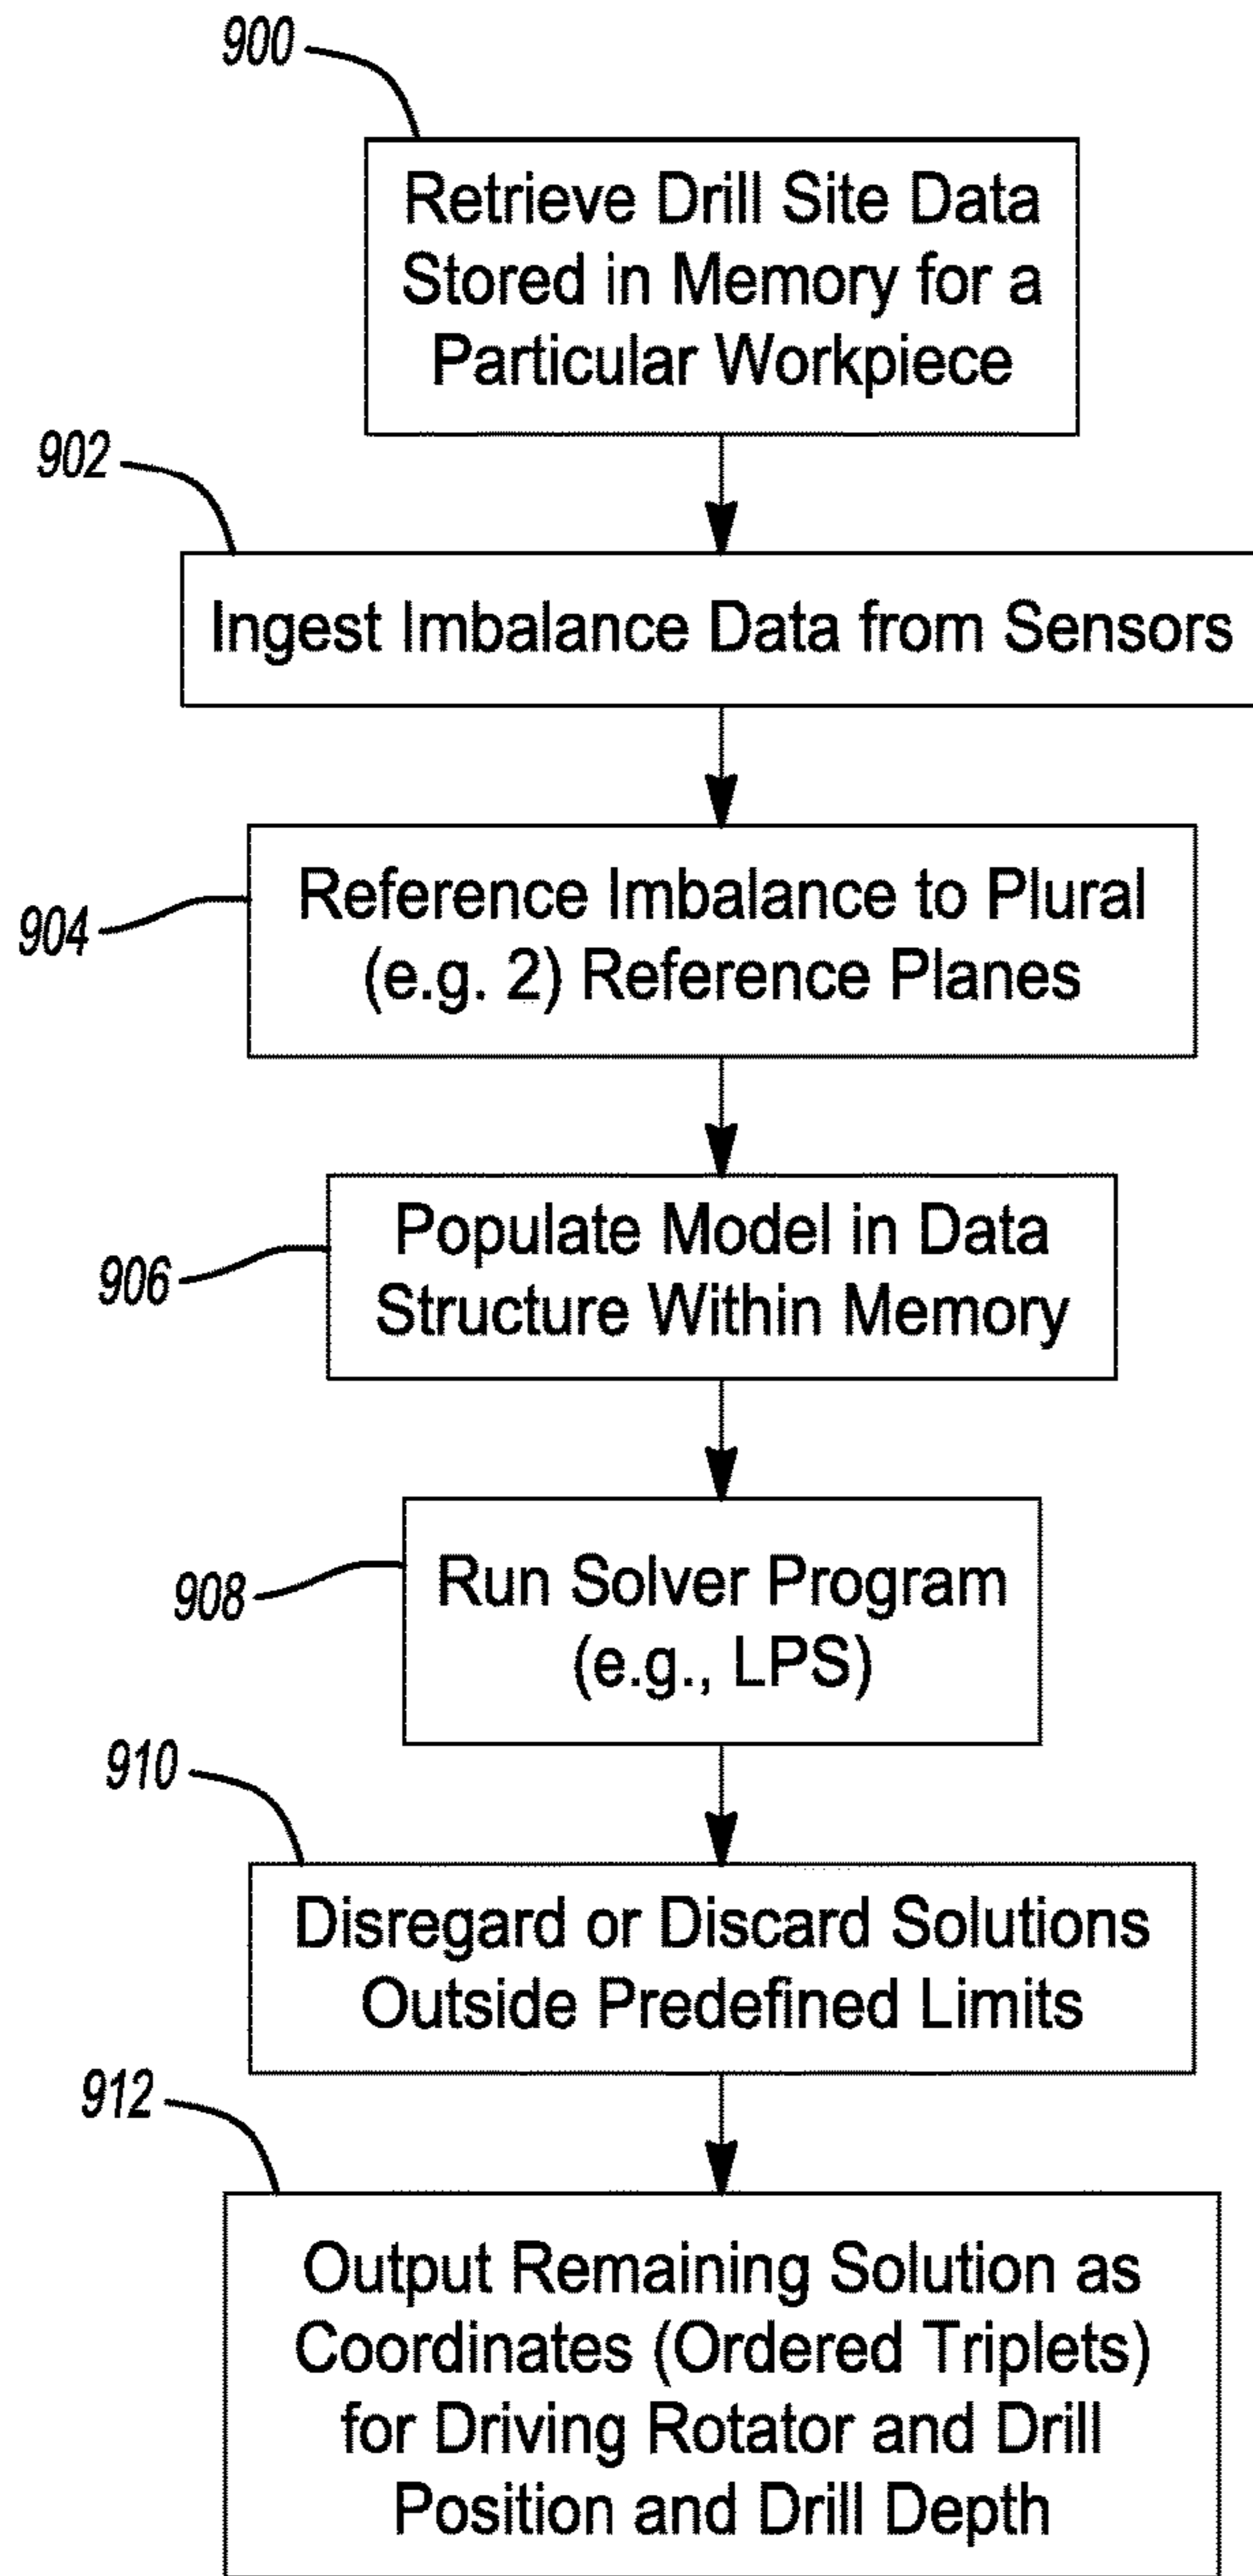 900
Retrieve Drill Site Data
Stored in Memory for a
Particular Workpiece
902
Ingest Imbalance Data from Sensors
904
Reference Imbalance to Plural
(e.g. 2) Reference Planes
906
Populate Model in Data
Structure Within Memory
908
Run Solver Program
(e.g., LPS)
910
Disregard or Discard Solutions
Outside Predefined Limits
912
Output Remaining Solution as
Coordinates (Ordered Triplets)
for Driving Rotator and Drill
Position and Drill Depth